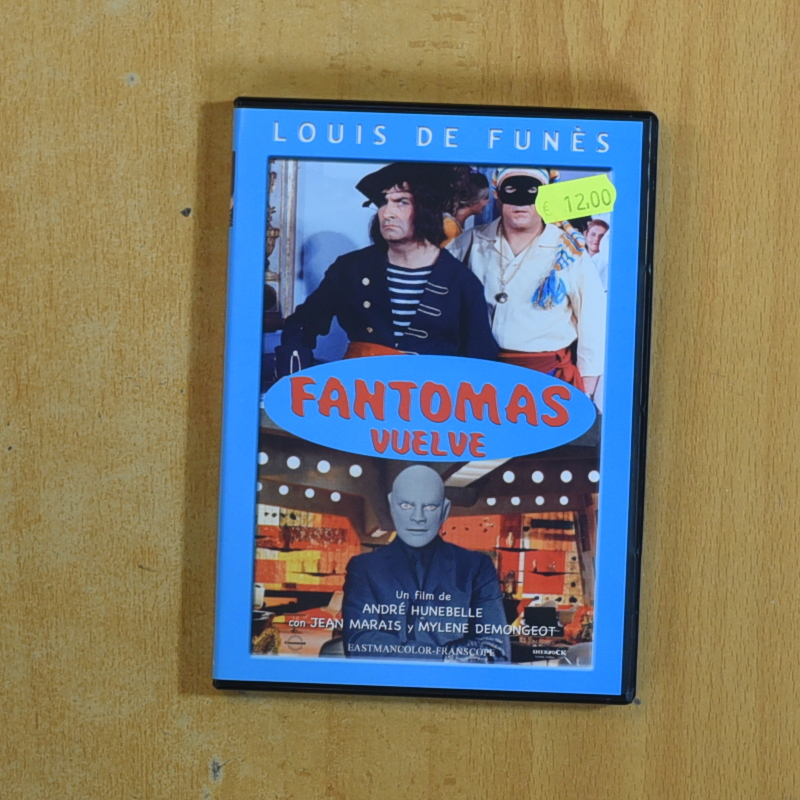 LOUIS DE FUNÈS
€ 12,00
FANTOMAS
VUELVE
Un film de
ANDRÉ HUNEBELLE
con JEAN MARAIS y MYLENE DEMONGEOT
EASTMANCOLOR-FRANSCOPE
SHERLOCK